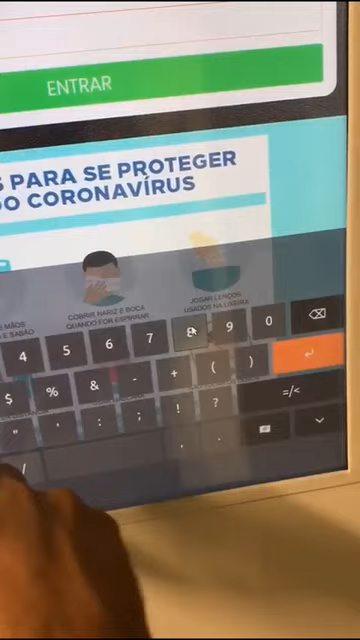 ENTRAR
PARA SE PROTEGER
DO CORONAVÍRUS
COBRIR NARIZ E BOCA
QUANDO FOR ESPIRRAR
JOGAR LENÇOS
USADOS NA LIXEIRA
MÃOS
E SABÃO
4 5 6 7 8 9 0
$ % & - + ( )
" ' : ; ! ? =/<
/ , .